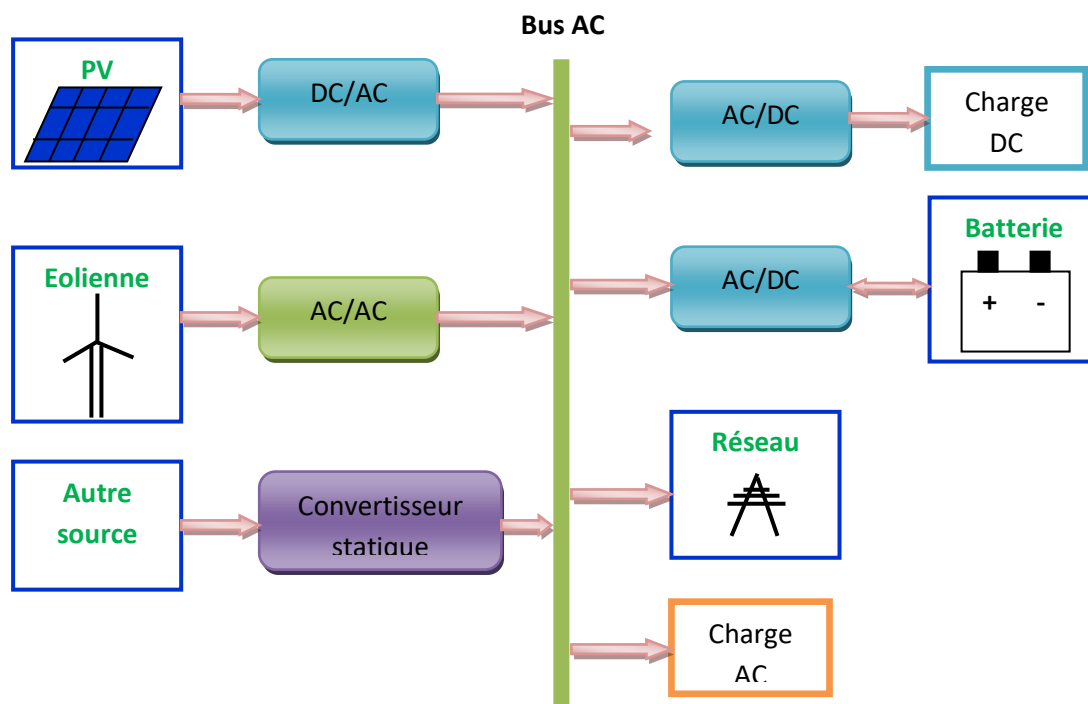 Bus AC
PV
DC/AC
AC/DC
Charge
DC
Eolienne
AC/AC
AC/DC
Batterie
+ -
Autre
source
Convertisseur
statique
Réseau
Charge
AC